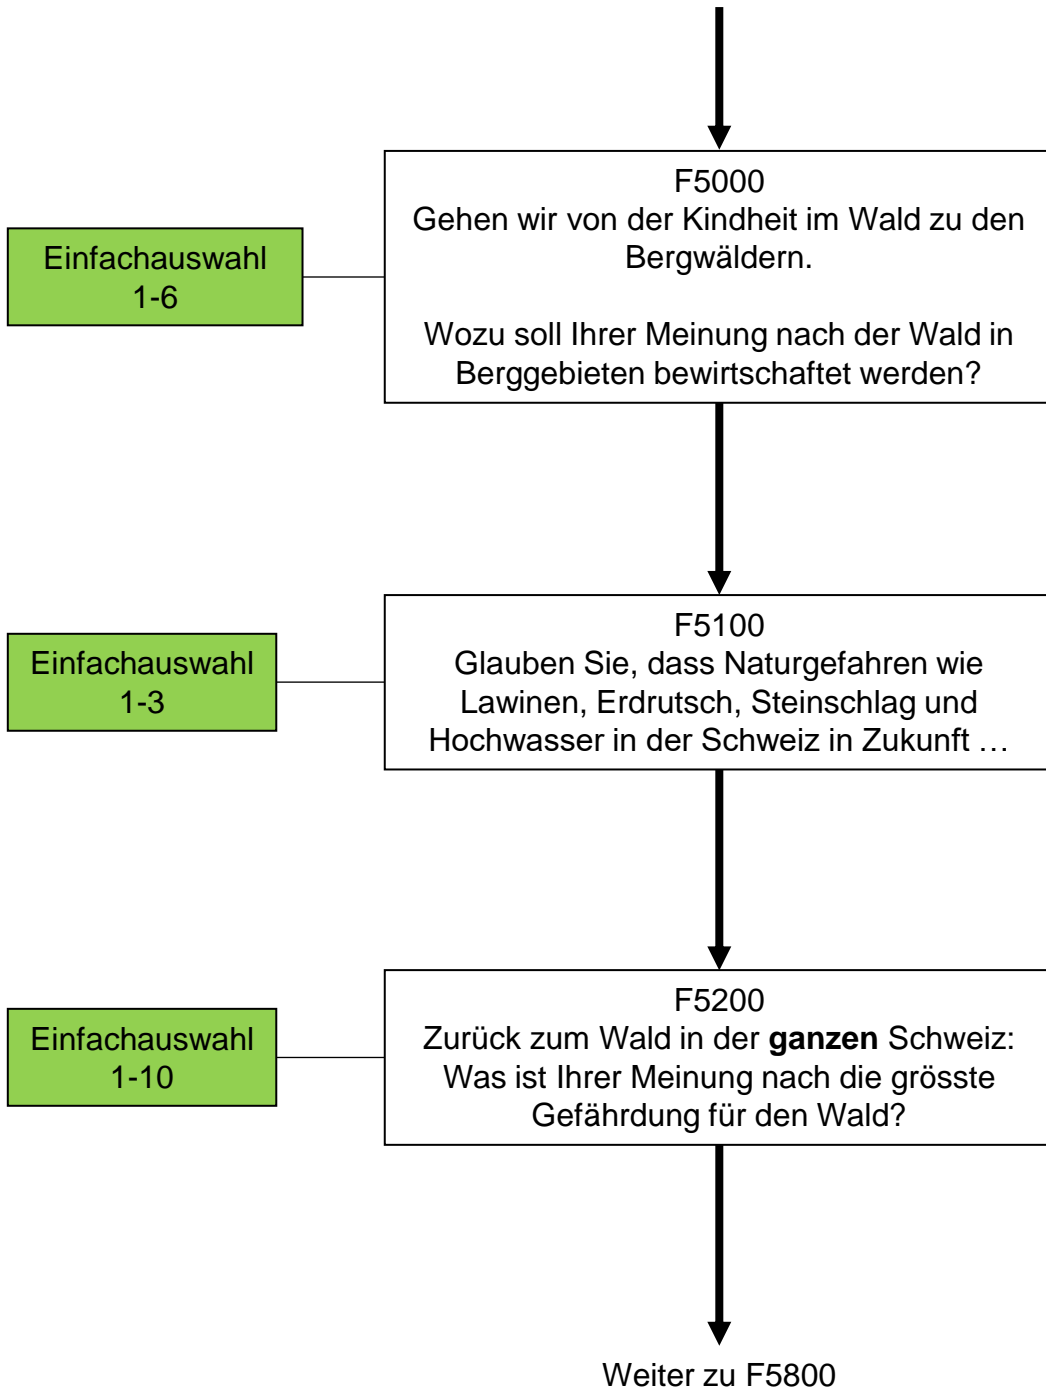 F5000
Gehen wir von der Kindheit im Wald zu den
Bergwäldern.
Wozu soll Ihrer Meinung nach der Wald in
Berggebieten bewirtschaftet werden?
Einfachauswahl
1-6
F5100
Glauben Sie, dass Naturgefahren wie
Lawinen, Erdrutsch, Steinschlag und
Hochwasser in der Schweiz in Zukunft …
Einfachauswahl
1-3
F5200
Zurück zum Wald in der ganzen Schweiz:
Was ist Ihrer Meinung nach die grösste
Gefährdung für den Wald?
Einfachauswahl
1-10
Weiter zu F5800